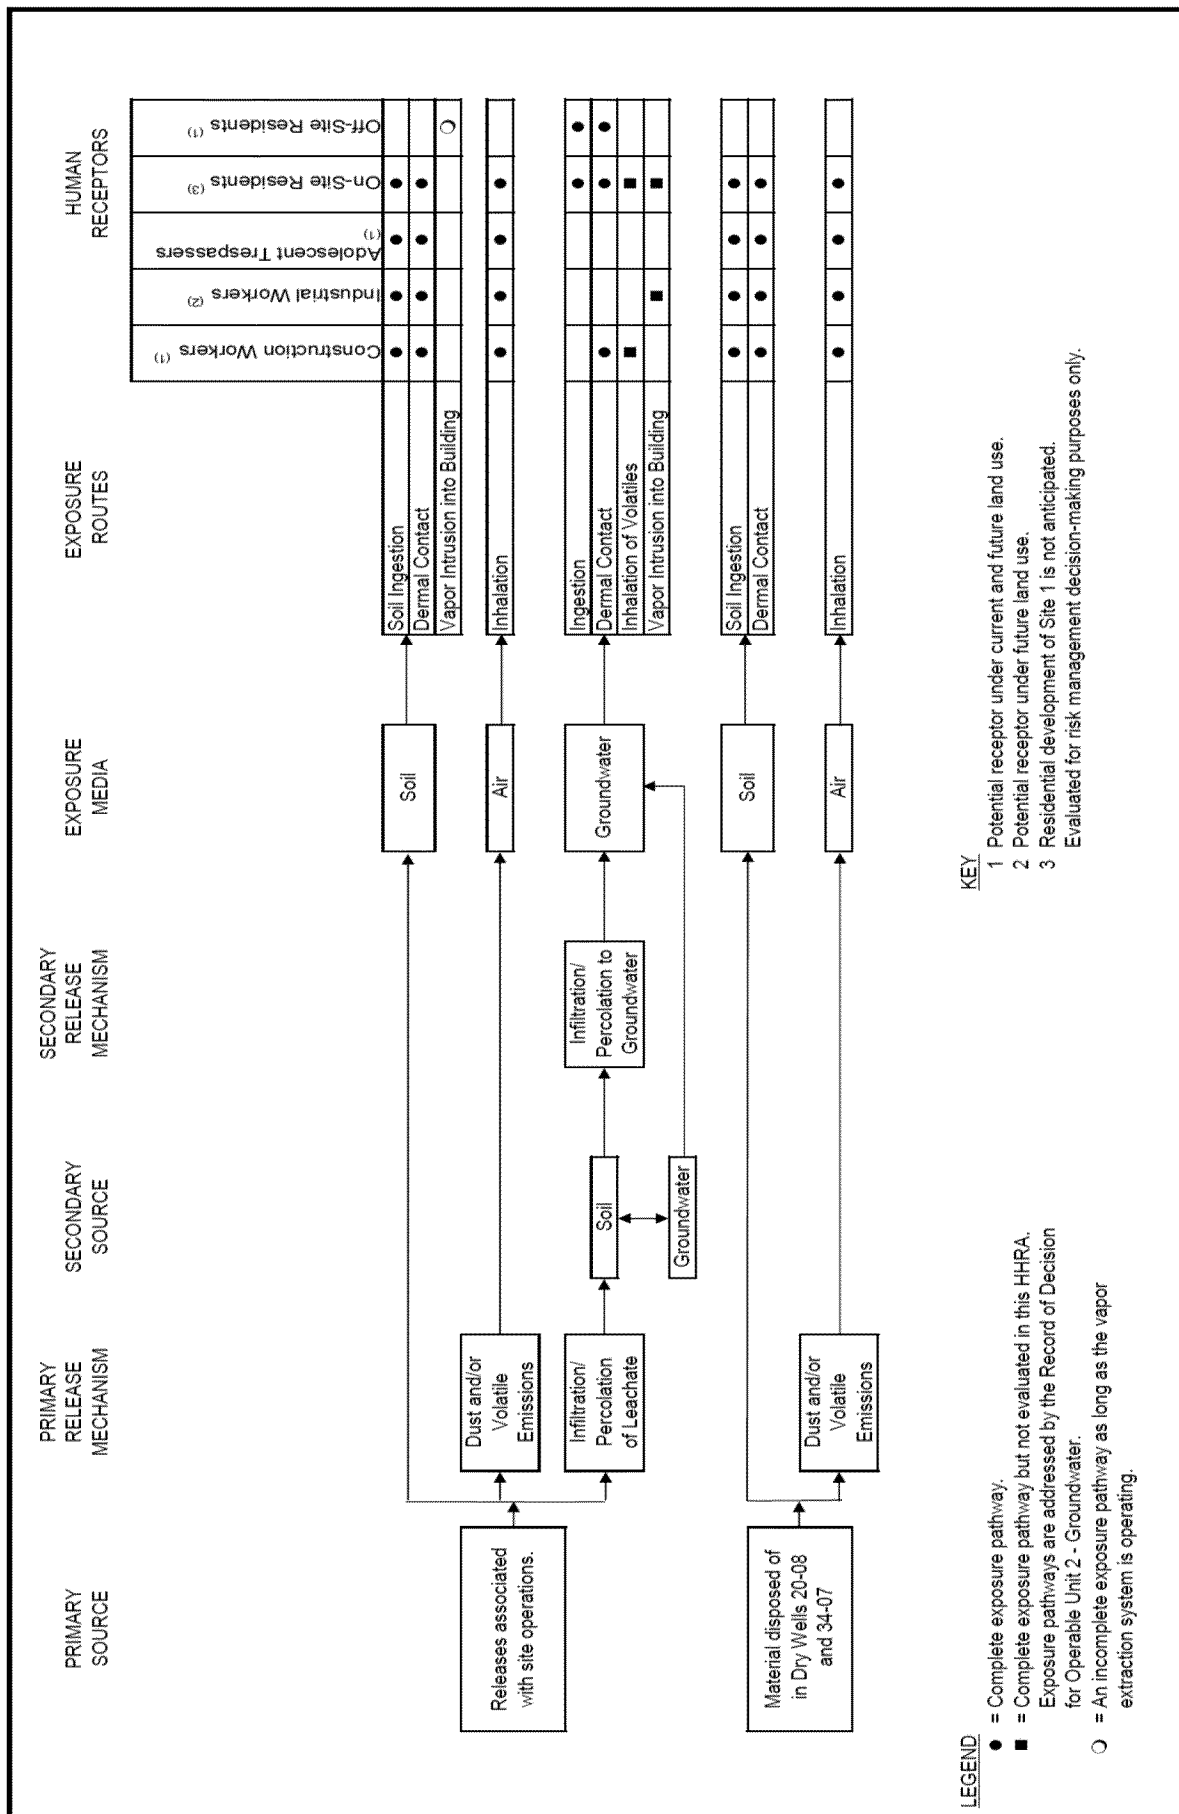 PRIMARY
SOURCE
PRIMARY
RELEASE
MECHANISM
SECONDARY
SOURCE
SECONDARY
RELEASE
MECHANISM
EXPOSURE
MEDIA
EXPOSURE
ROUTES
HUMAN
RECEPTORS
Construction Workers (1)
Industrial Workers (2)
Adolescent Trespassers
(1)
On-Site Residents (3)
Off-Site Residents (1)
Releases associated
with site operations.
Dust and/or
Volatile
Emissions
Infiltration/
Percolation
of Leachate
Soil
Groundwater
Infiltration/
Percolation to
Groundwater
Soil
Air
Groundwater
Soil Ingestion
Dermal Contact
Vapor Intrusion into Building
Inhalation
Ingestion
Dermal Contact
Inhalation of Volatiles
Vapor Intrusion into Building
Material disposed of
in Dry Wells 20-08
and 34-07
Dust and/or
Volatile
Emissions
Soil
Air
Soil Ingestion
Dermal Contact
Inhalation
LEGEND
● = Complete exposure pathway.
■ = Complete exposure pathway but not evaluated in this HHRA.
Exposure pathways are addressed by the Record of Decision
for Operable Unit 2 - Groundwater.
○ = An incomplete exposure pathway as long as the vapor
extraction system is operating.
KEY
1 Potential receptor under current and future land use.
2 Potential receptor under future land use.
3 Residential development of Site 1 is not anticipated.
Evaluated for risk management decision-making purposes only.